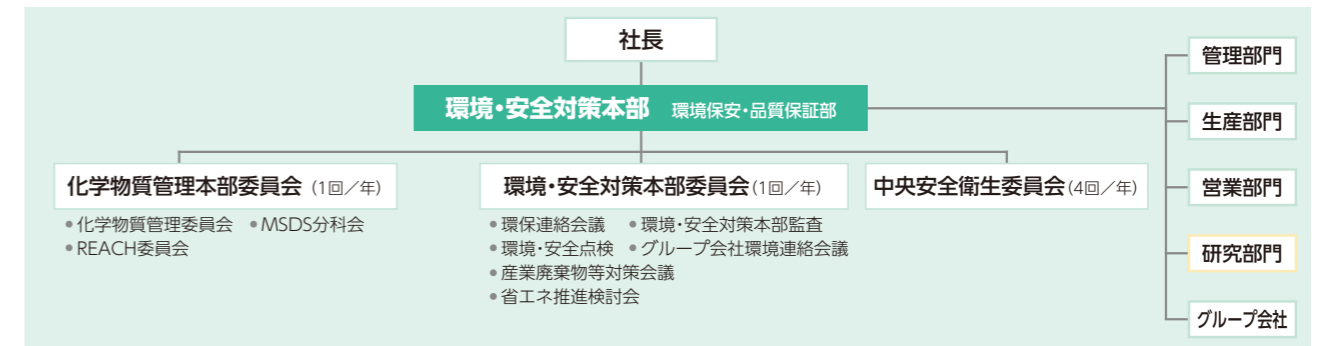 社長
環境・安全対策本部 環境保安・品質保証部
化学物質管理本部委員会(1回/年)
●化学物質管理委員会 ●MSDS分科会
●REACH委員会
環境・安全対策本部委員会(1回/年)
●環保連絡会議 ●環境・安全対策本部監査
●環境・安全点検 ●グループ会社環境連絡会議
●産業廃棄物等対策会議
●省エネ推進検討会
中央安全衛生委員会(4回/年)
管理部門
生産部門
営業部門
研究部門
グループ会社